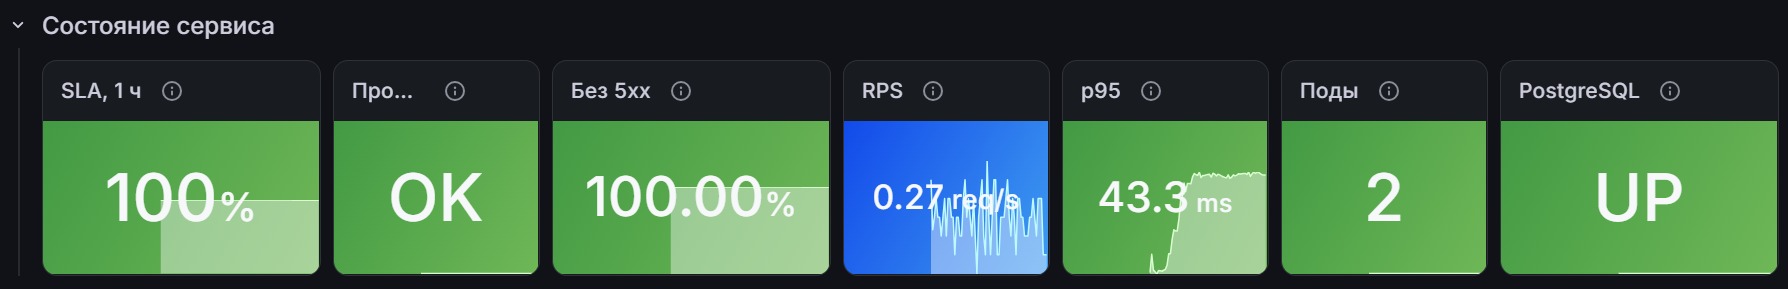 Состояние сервиса
SLA, 1 ч
100%
Про...
OK
Без 5xx
100.00%
RPS
0.27 req/s
p95
43.3 ms
Поды
2
PostgreSQL
UP